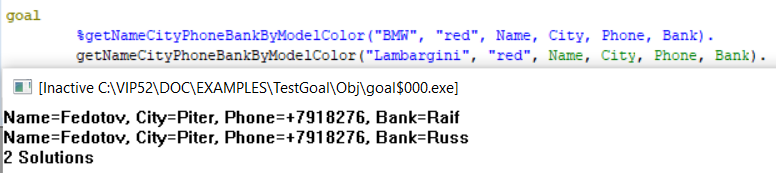 goal
%getNameCityPhoneBankByModelColor("BMW", "red", Name, City, Phone, Bank).
getNameCityPhoneBankByModelColor("Lambargini", "red", Name, City, Phone, Bank).
[Inactive C:\VIP52\DOC\EXAMPLES\TestGoal\Obj\goal$000.exe]
Name=Fedotov, City=Piter, Phone=+7918276, Bank=Raif
Name=Fedotov, City=Piter, Phone=+7918276, Bank=Russ
2 Solutions